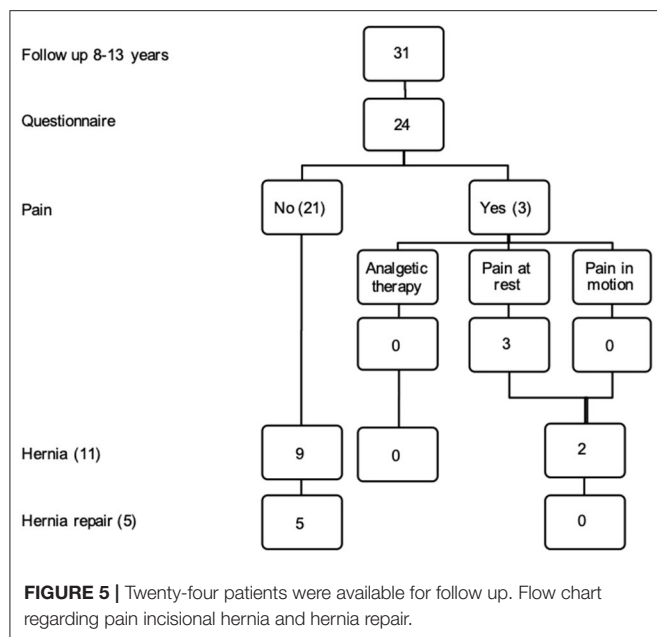 Follow up 8-13 years
31
Questionnaire
24
Pain
No (21)
Yes (3)
Analgetic
therapy
Pain at
rest
Pain in
motion
0
3
0
Hernia (11)
9
0
2
Hernia repair (5)
5
0
FIGURE 5 | Twenty-four patients were available for follow up. Flow chart
regarding pain incisional hernia and hernia repair.